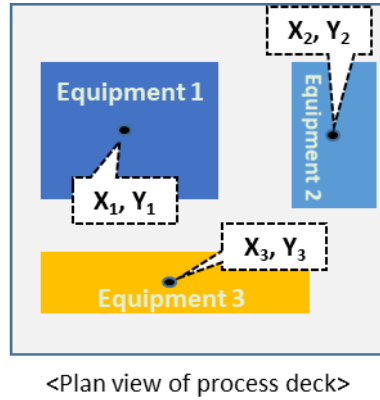 X₂, Y₂
Equipment 1
Equipment 2
X₁, Y₁
X₃, Y₃
Equipment 3
<Plan view of process deck>